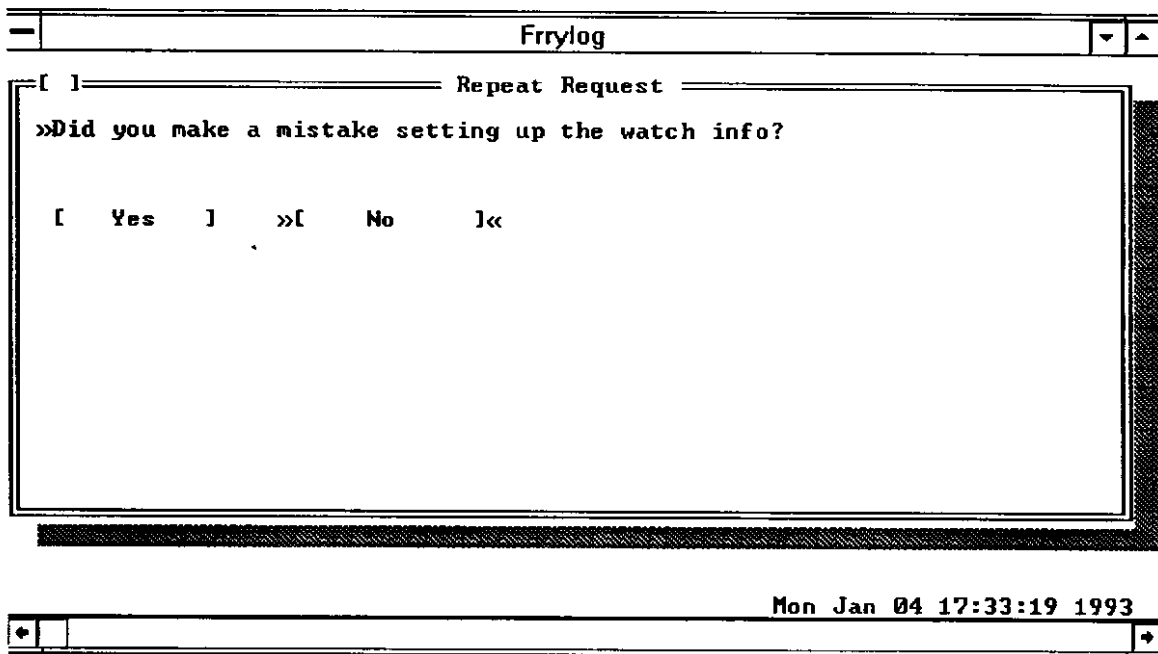 Frrylog
[ ] Repeat Request
»Did you make a mistake setting up the watch info?
[ Yes ] »[ No ]«
Mon Jan 04 17:33:19 1993